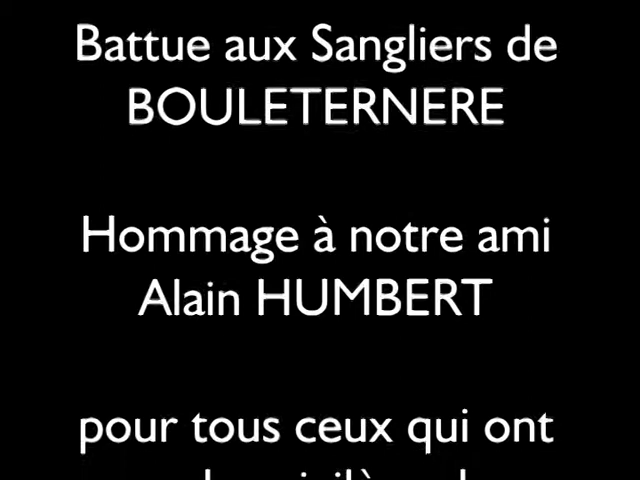 Battue aux Sangliers de
BOULETERNERE
Hommage à notre ami
Alain HUMBERT
pour tous ceux qui ont